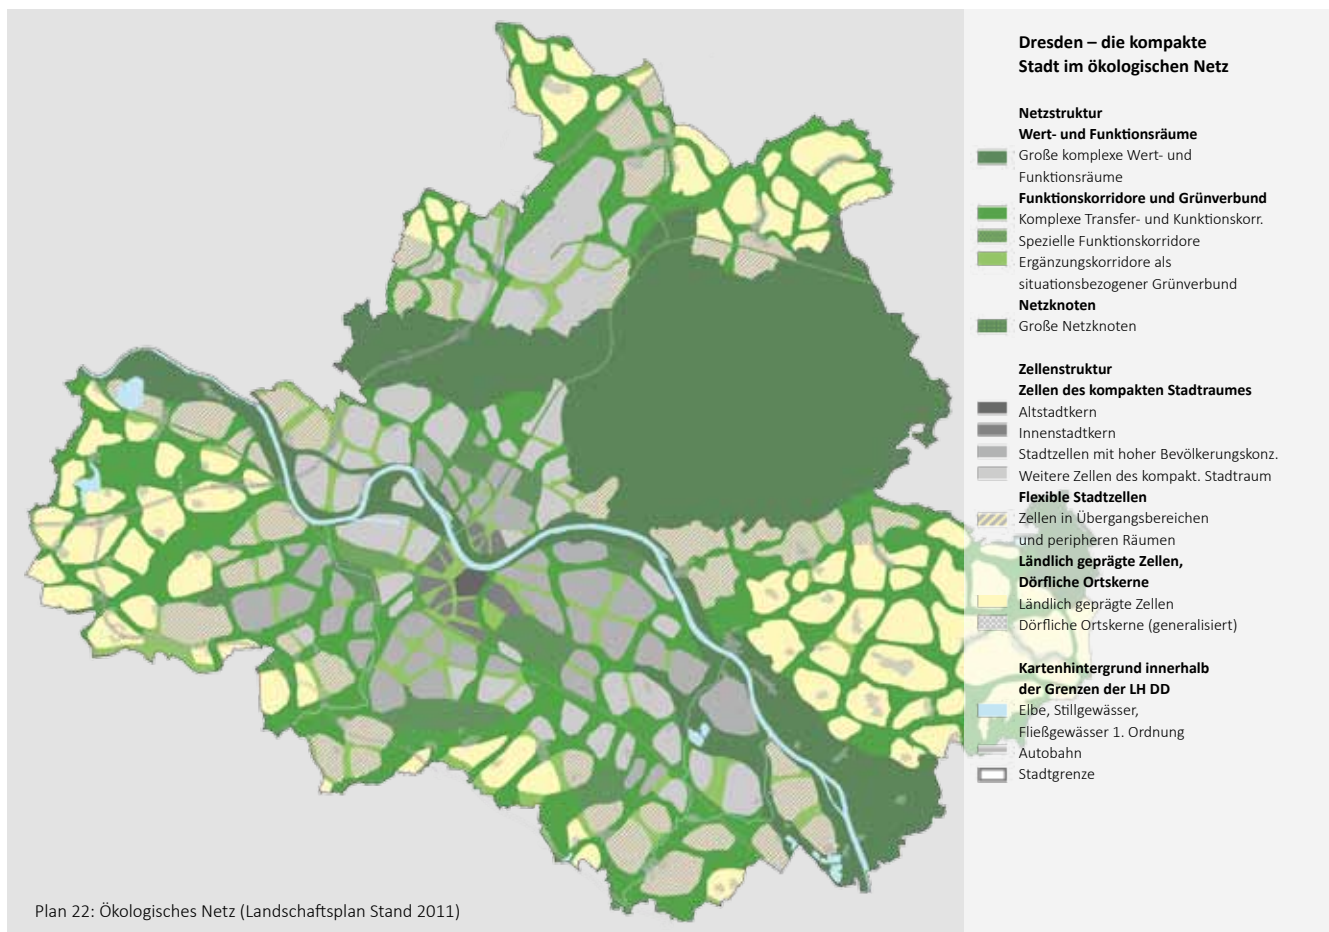 Dresden – die kompakte
Stadt im ökologischen Netz
Netzstruktur
Wert- und Funktionsräume
Große komplexe Wert- und
Funktionsräume
Funktionskorridore und Grünverbund
Komplexe Transfer- und Kunktionskorr.
Spezielle Funktionskorridore
Ergänzungskorridore als
situationsbezogener Grünverbund
Netzknoten
Große Netzknoten
Zellenstruktur
Zellen des kompakten Stadtraumes
Altstadtkern
Innenstadtkern
Stadtzellen mit hoher Bevölkerungskonz.
Weitere Zellen des kompakt. Stadtraum
Flexible Stadtzellen
Zellen in Übergangsbereichen
und peripheren Räumen
Ländlich geprägte Zellen,
Dörfliche Ortskerne
Ländlich geprägte Zellen
Dörfliche Ortskerne (generalisiert)
Kartenhintergrund innerhalb
der Grenzen der LH DD
Elbe, Stillgewässer,
Fließgewässer 1. Ordnung
Autobahn
Stadtgrenze
Plan 22: Ökologisches Netz (Landschaftsplan Stand 2011)